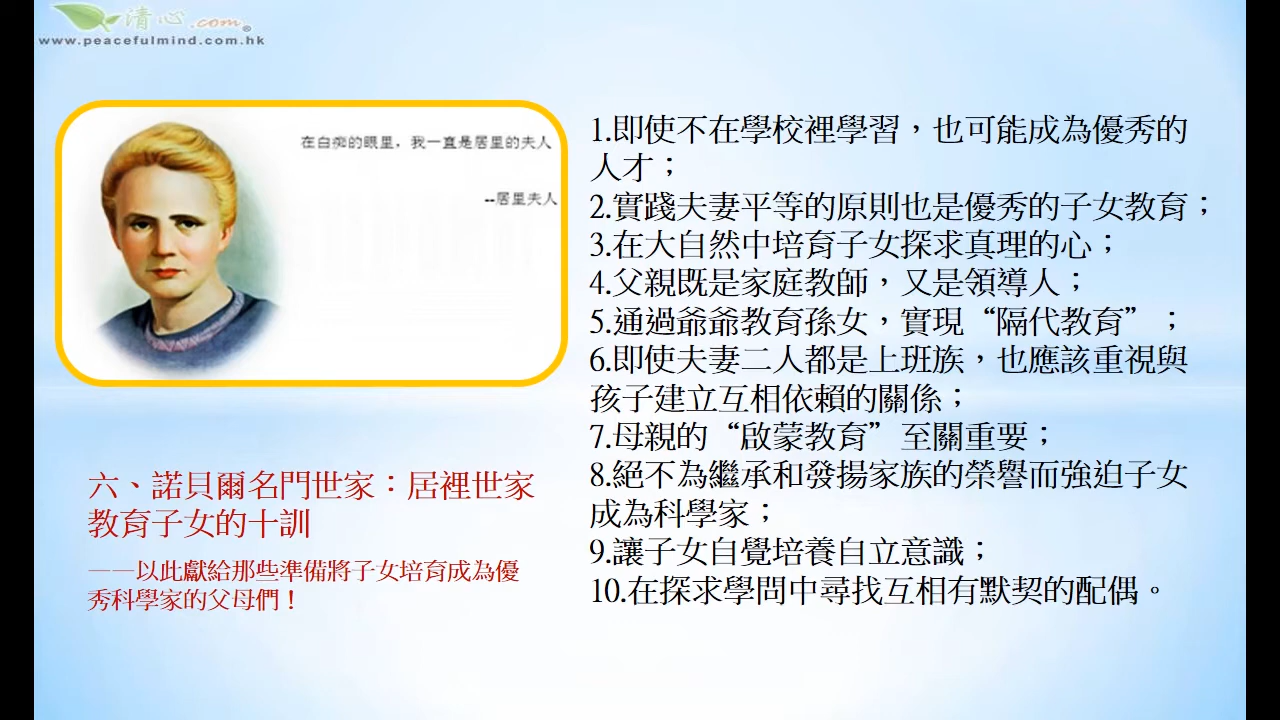 清心.com®
www.peacefulmind.com.hk
在白痴的眼里，我一直是居里的夫人
--居里夫人
六、諾貝爾名門世家：居裡世家
教育子女的十訓
——以此獻給那些準備將子女培育成為優
秀科學家的父母們！
1.即使不在學校裡學習，也可能成為優秀的
人才；
2.實踐夫妻平等的原則也是優秀的子女教育；
3.在大自然中培育子女探求真理的心；
4.父親既是家庭教師，又是領導人；
5.通過爺爺教育孫女，實現“隔代教育”；
6.即使夫妻二人都是上班族，也應該重視與
孩子建立互相依賴的關係；
7.母親的“啟蒙教育”至關重要；
8.絕不為繼承和發揚家族的榮譽而強迫子女
成為科學家；
9.讓子女自覺培養自立意識；
10.在探求學問中尋找互相有默契的配偶。